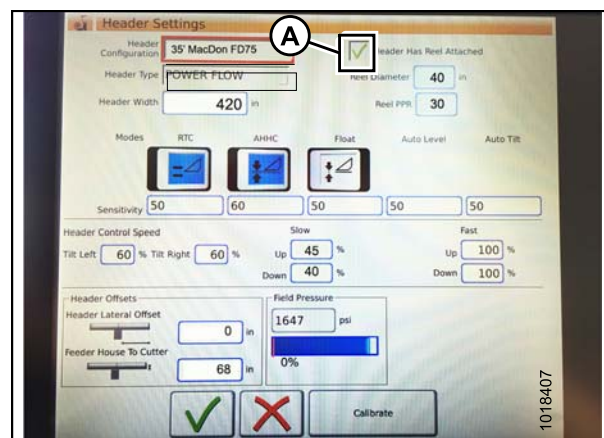 Header Settings
Header Configuration
35' MacDon FD75
A
Header Has Reel Attached
Header Type
POWER FLOW
Reel Diameter 40 in
Header Width 420 in
Reel PPR 30
Modes RTC AHHC Float Auto Level Auto Tilt
Sensitivity 50 60 50 50 50
Header Control Speed Slow Fast
Tilt Left 60 % Tilt Right 60 % Up 45 % Up 100 %
Down 40 % Down 100 %
Header Offsets
Field Pressure
Header Lateral Offset
0 in
1647 psi
Feeder House To Cutter
68 in
0%
Calibrate
1018407